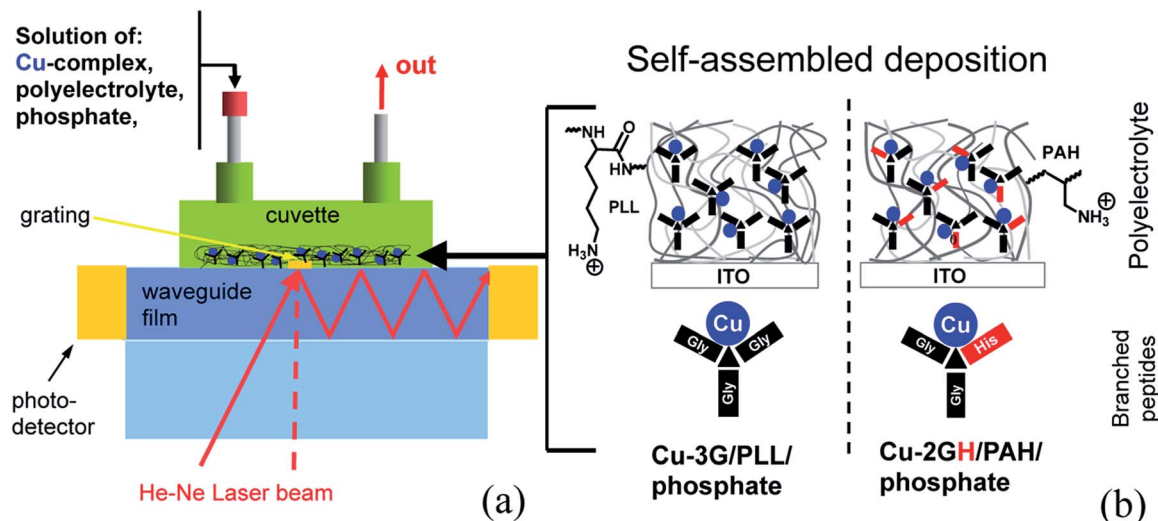 Solution of:
Cu-complex,
polyelectrolyte,
phosphate,
out
grating
cuvette
waveguide
film
photo-
detector
He-Ne Laser beam
(a)
Self-assembled deposition
NH
O
HN
PLL
H3N
⊕
ITO
PAH
⊕
NH3
ITO
Polyelectrolyte
Cu
Gly
Gly
Gly
Cu
Gly
His
Gly
Branched
peptides
Cu-3G/PLL/
phosphate
Cu-2GH/PAH/
phosphate
(b)